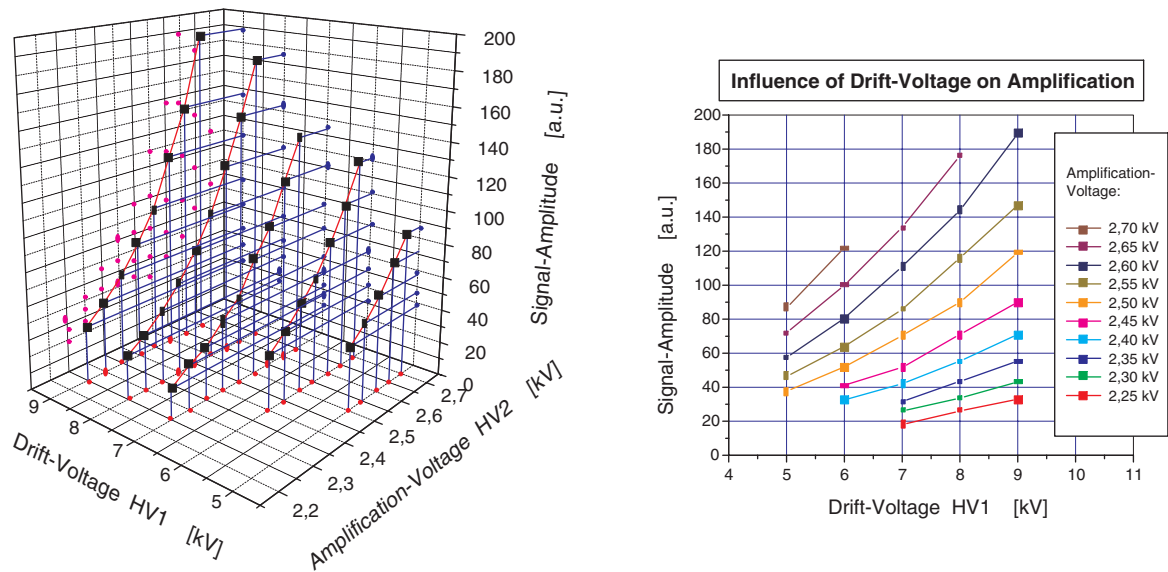 200
180
160
140
120
100
80
60
40
20
0
Signal-Amplitude [a.u.]
9
8
7
6
5
Drift-Voltage HV1 [kV]
2,7
2,6
2,5
2,4
2,3
2,2
Amplification-Voltage HV2 [kV]
Influence of Drift-Voltage on Amplification
200
180
160
140
120
100
80
60
40
20
0
Signal-Amplitude [a.u.]
4 5 6 7 8 9 10 11
Drift-Voltage HV1 [kV]
Amplification-
Voltage:
2,70 kV
2,65 kV
2,60 kV
2,55 kV
2,50 kV
2,45 kV
2,40 kV
2,35 kV
2,30 kV
2,25 kV